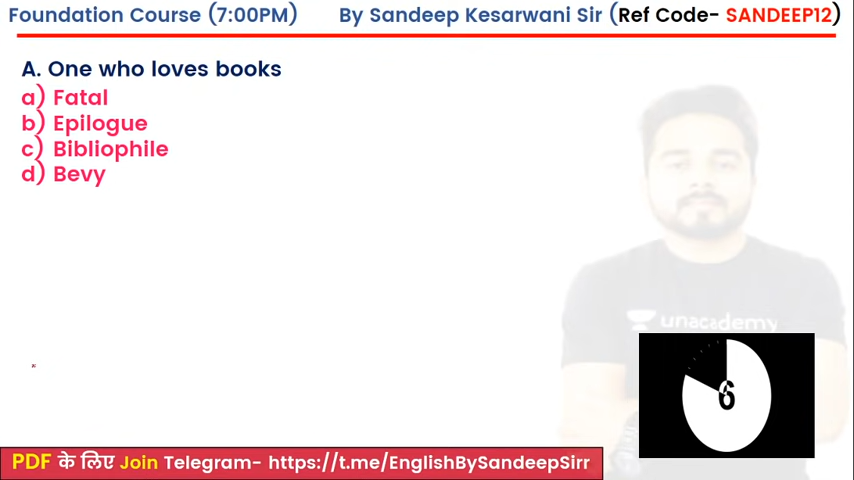 Foundation Course (7:00PM) By Sandeep Kesarwani Sir (Ref Code- SANDEEP12)
A. One who loves books
a) Fatal
b) Epilogue
c) Bibliophile
d) Bevy
unacademy
6
PDF के लिए Join Telegram- https://t.me/EnglishBySandeepSirr